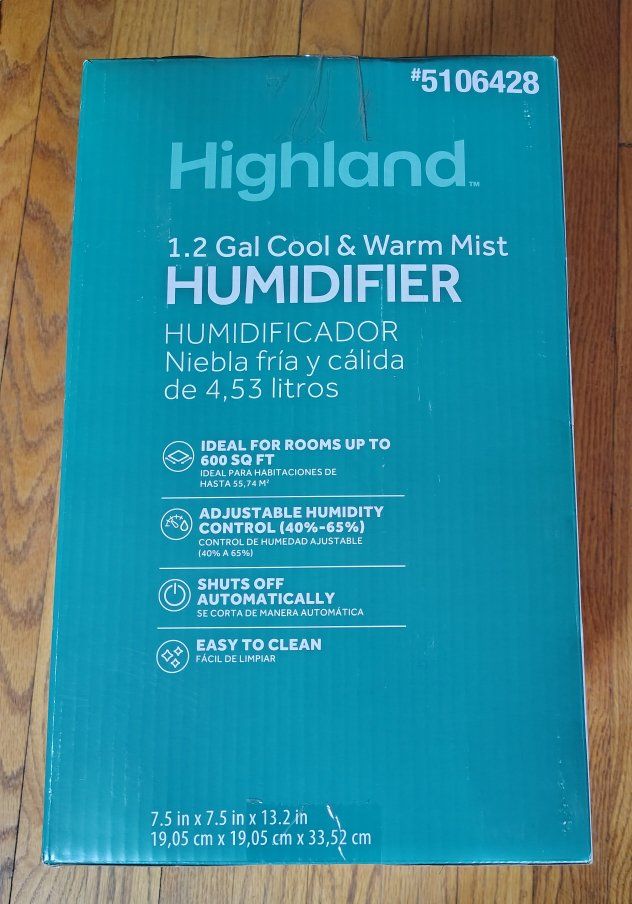 #5106428
Highland™
1.2 Gal Cool & Warm Mist
HUMIDIFIER
HUMIDIFICADOR
Niebla fría y cálida
de 4,53 litros
IDEAL FOR ROOMS UP TO
600 SQ FT
IDEAL PARA HABITACIONES DE
HASTA 55,74 M²
ADJUSTABLE HUMIDITY
CONTROL (40%-65%)
CONTROL DE HUMEDAD AJUSTABLE
(40% A 65%)
SHUTS OFF
AUTOMATICALLY
SE CORTA DE MANERA AUTOMÁTICA
EASY TO CLEAN
FÁCIL DE LIMPIAR
7.5 in x 7.5 in x 13.2 in
19,05 cm x 19,05 cm x 33,52 cm